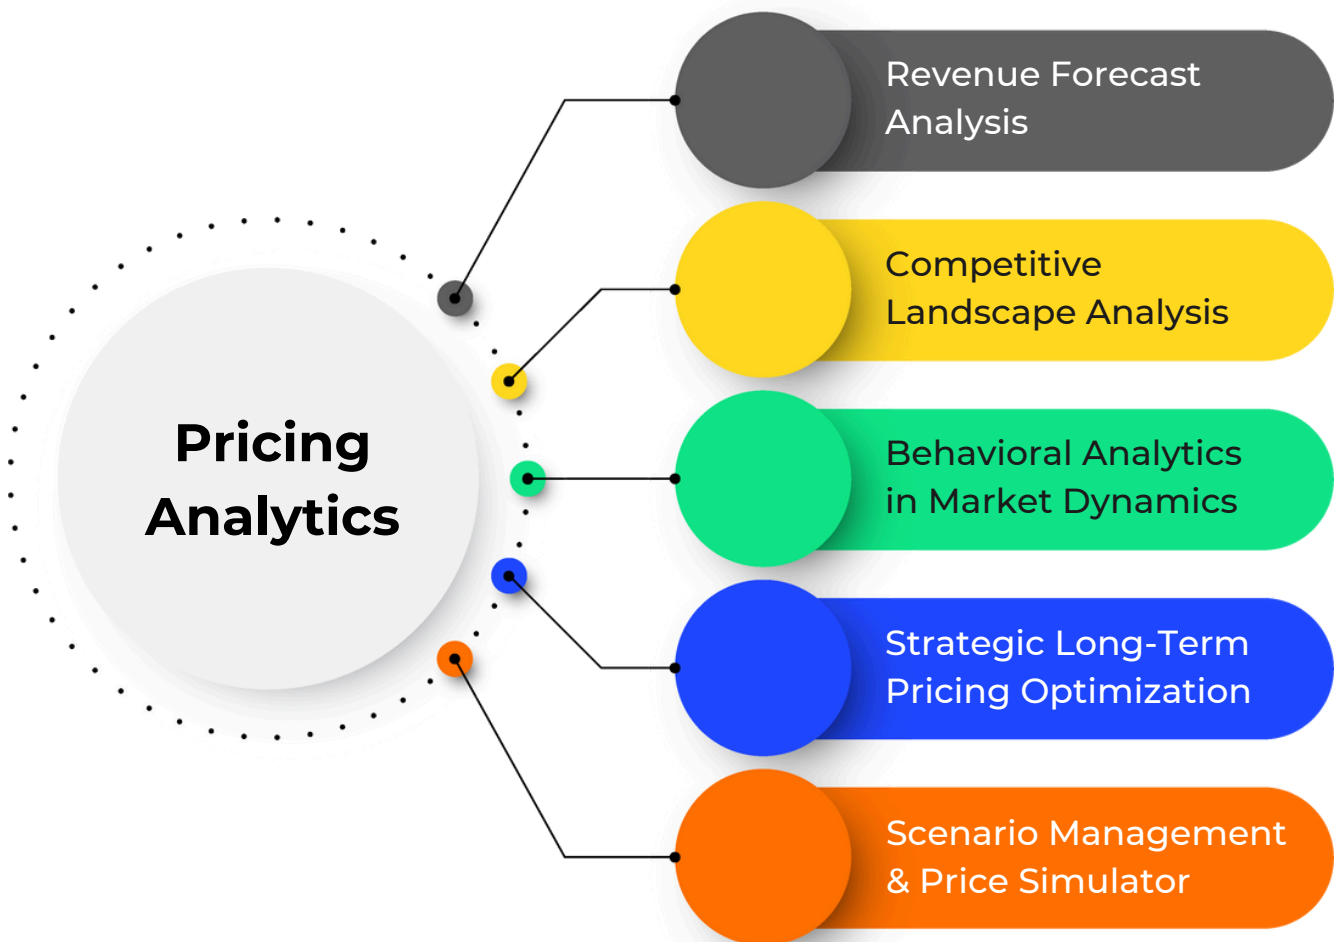 Pricing
Analytics
Revenue Forecast
Analysis
Competitive
Landscape Analysis
Behavioral Analytics
in Market Dynamics
Strategic Long-Term
Pricing Optimization
Scenario Management
& Price Simulator